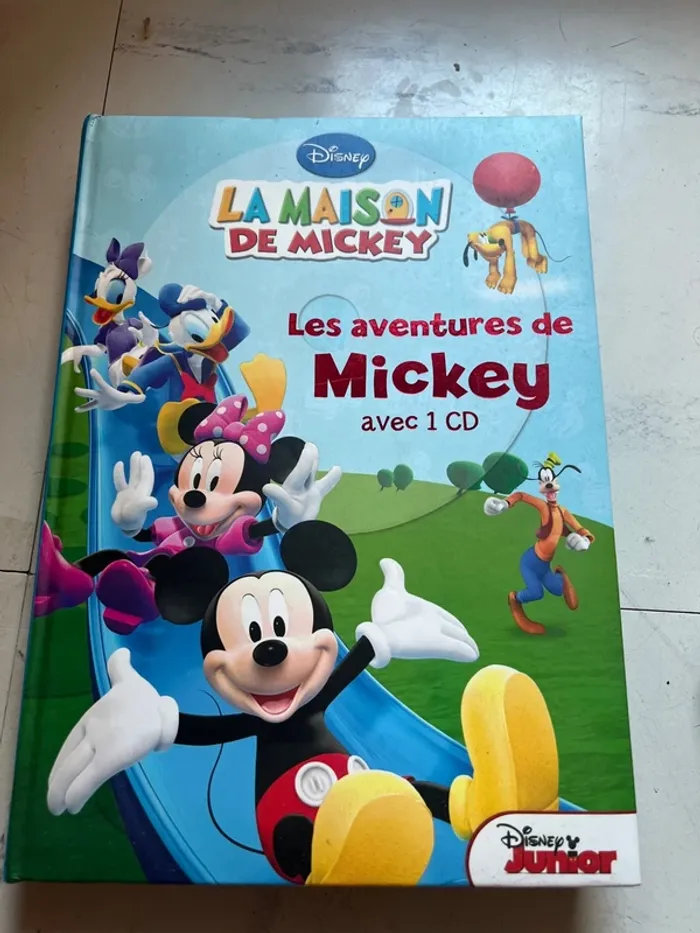 Disney
LA MAISON
DE MICKEY
Les aventures de
Mickey
avec 1 CD
Disney
Junior